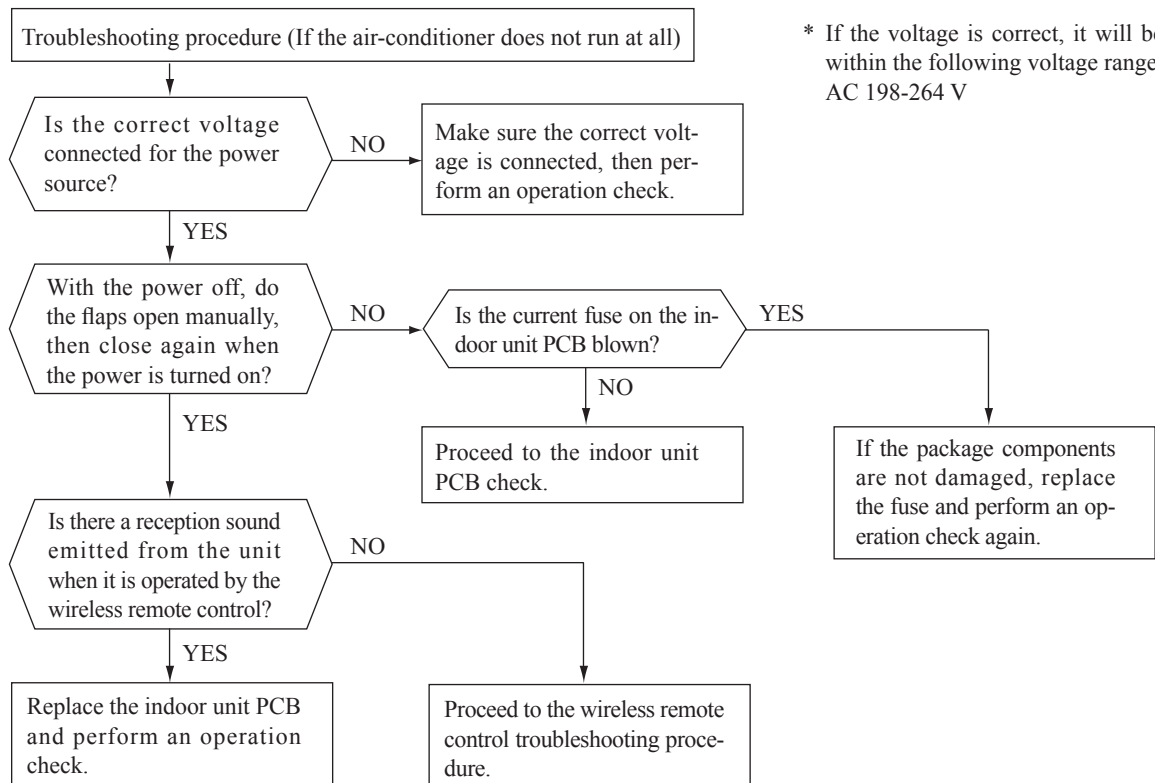 Troubleshooting procedure (If the air-conditioner does not run at all)
* If the voltage is correct, it will be
within the following voltage range
AC 198-264 V
Is the correct voltage
connected for the power
source?
NO
Make sure the correct volt-
age is connected, then per-
form an operation check.
YES
With the power off, do
the flaps open manually,
then close again when
the power is turned on?
NO
Is the current fuse on the in-
door unit PCB blown?
YES
NO
YES
Proceed to the indoor unit
PCB check.
If the package components
are not damaged, replace
the fuse and perform an op-
eration check again.
Is there a reception sound
emitted from the unit
when it is operated by the
wireless remote control?
NO
YES
Replace the indoor unit PCB
and perform an operation
check.
Proceed to the wireless remote
control troubleshooting proce-
dure.